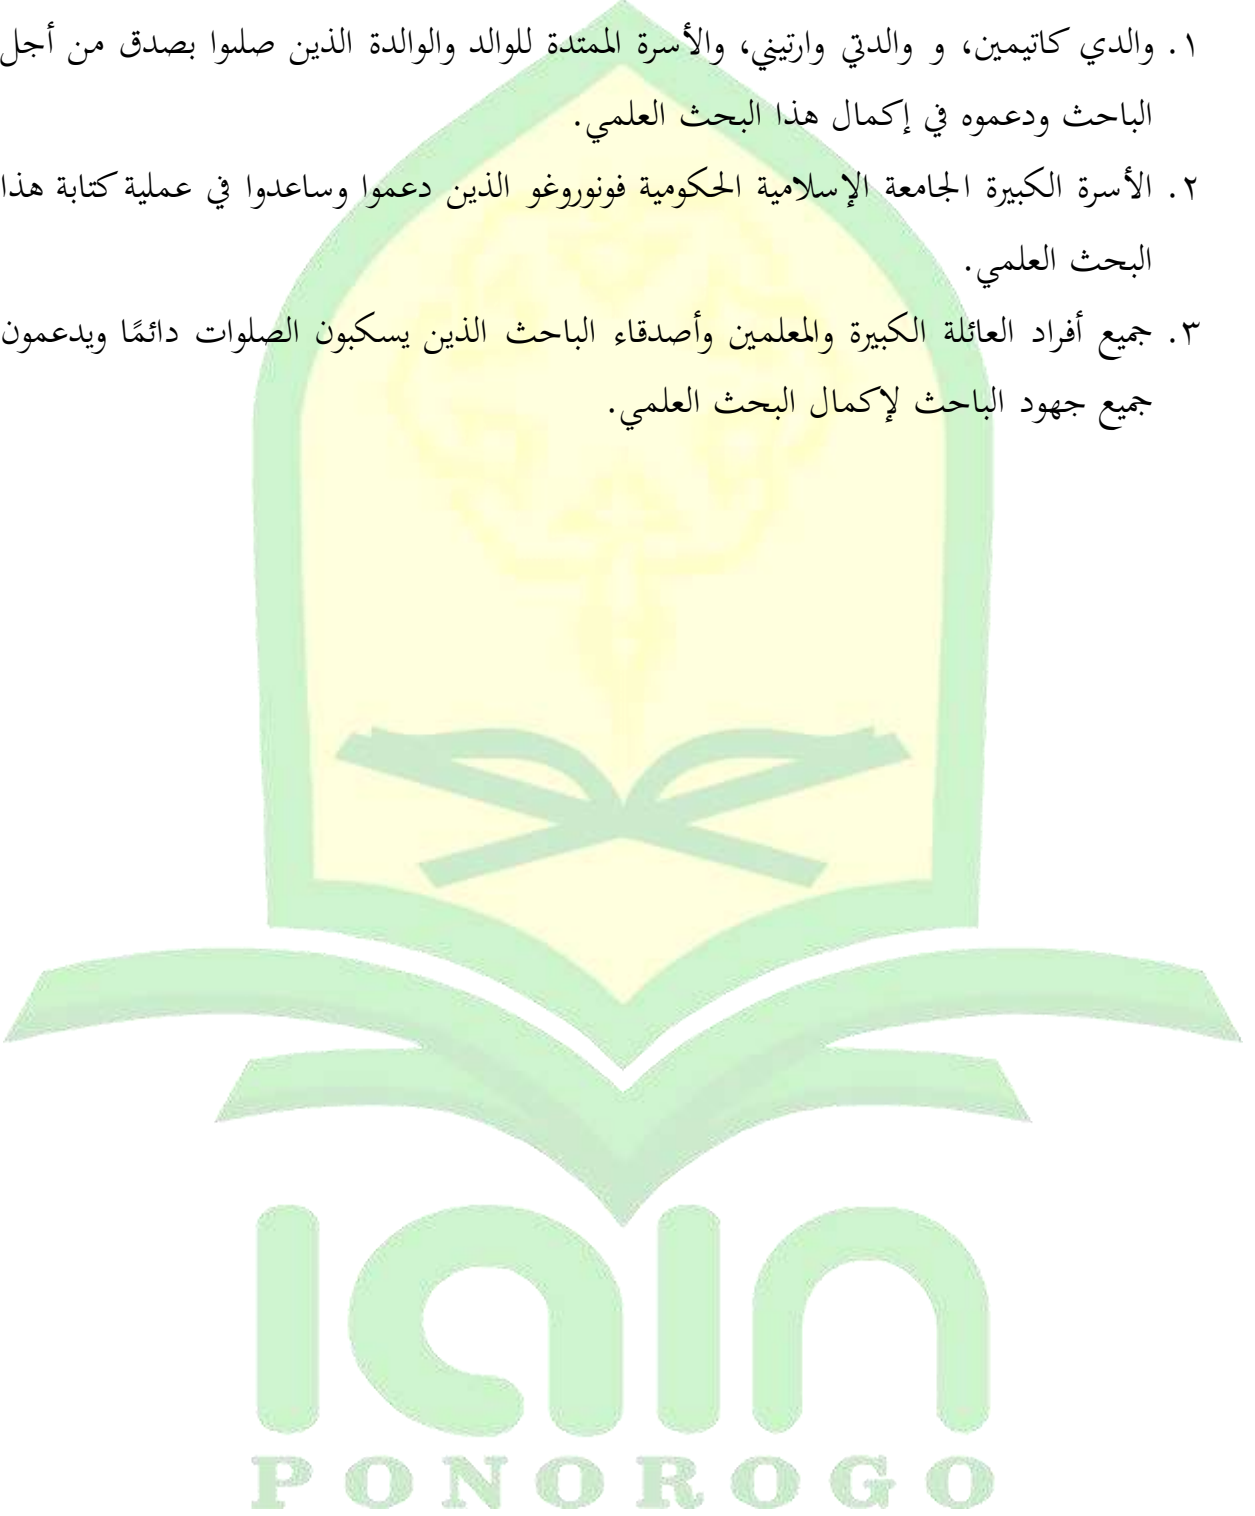 ١. والدي كاتيمين، و والدتي وارتيني، والأسرة الممتدة للوالد والوالدة الذين صلىوا بصدق من أجل
الباحث ودعموه في إكمال هذا البحث العلمي.
٢. الأسرة الكبيرة الجامعة الإسلامية الحكومية فونوروغو الذين دعموا وساعدوا في عملية كتابة هذا
البحث العلمي.
٣. جميع أفراد العائلة الكبيرة والمعلمين وأصدقاء الباحث الذين يسكبون الصلوات دائمًا ويدعمون
جميع جهود الباحث لإكمال البحث العلمي.
iain
PONOROGO